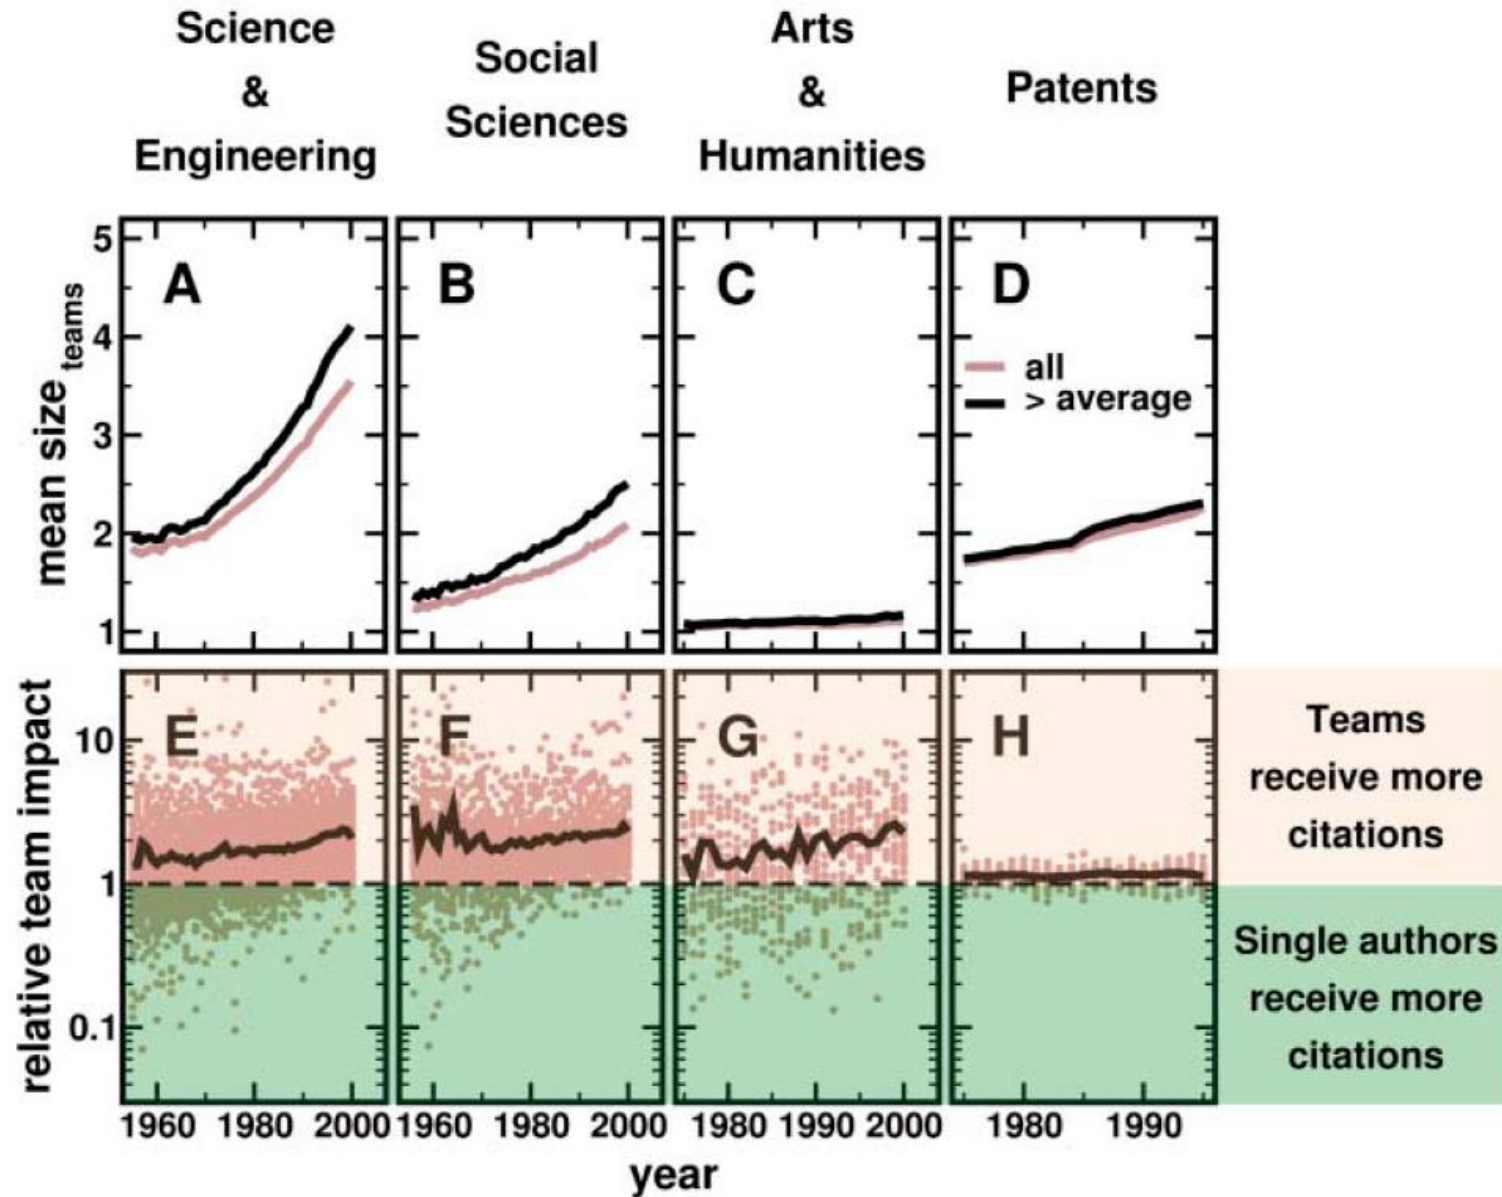 Science
&
Engineering
Social
Sciences
Arts
&
Humanities
Patents
mean size teams
5
4
3
2
1
A
B
C
D
all
> average
relative team impact
10
1
0.1
E
F
G
H
Teams
receive more
citations
Single authors
receive more
citations
1960 1980 2000
1960 1980 2000
1980 1990 2000
1980 1990
year